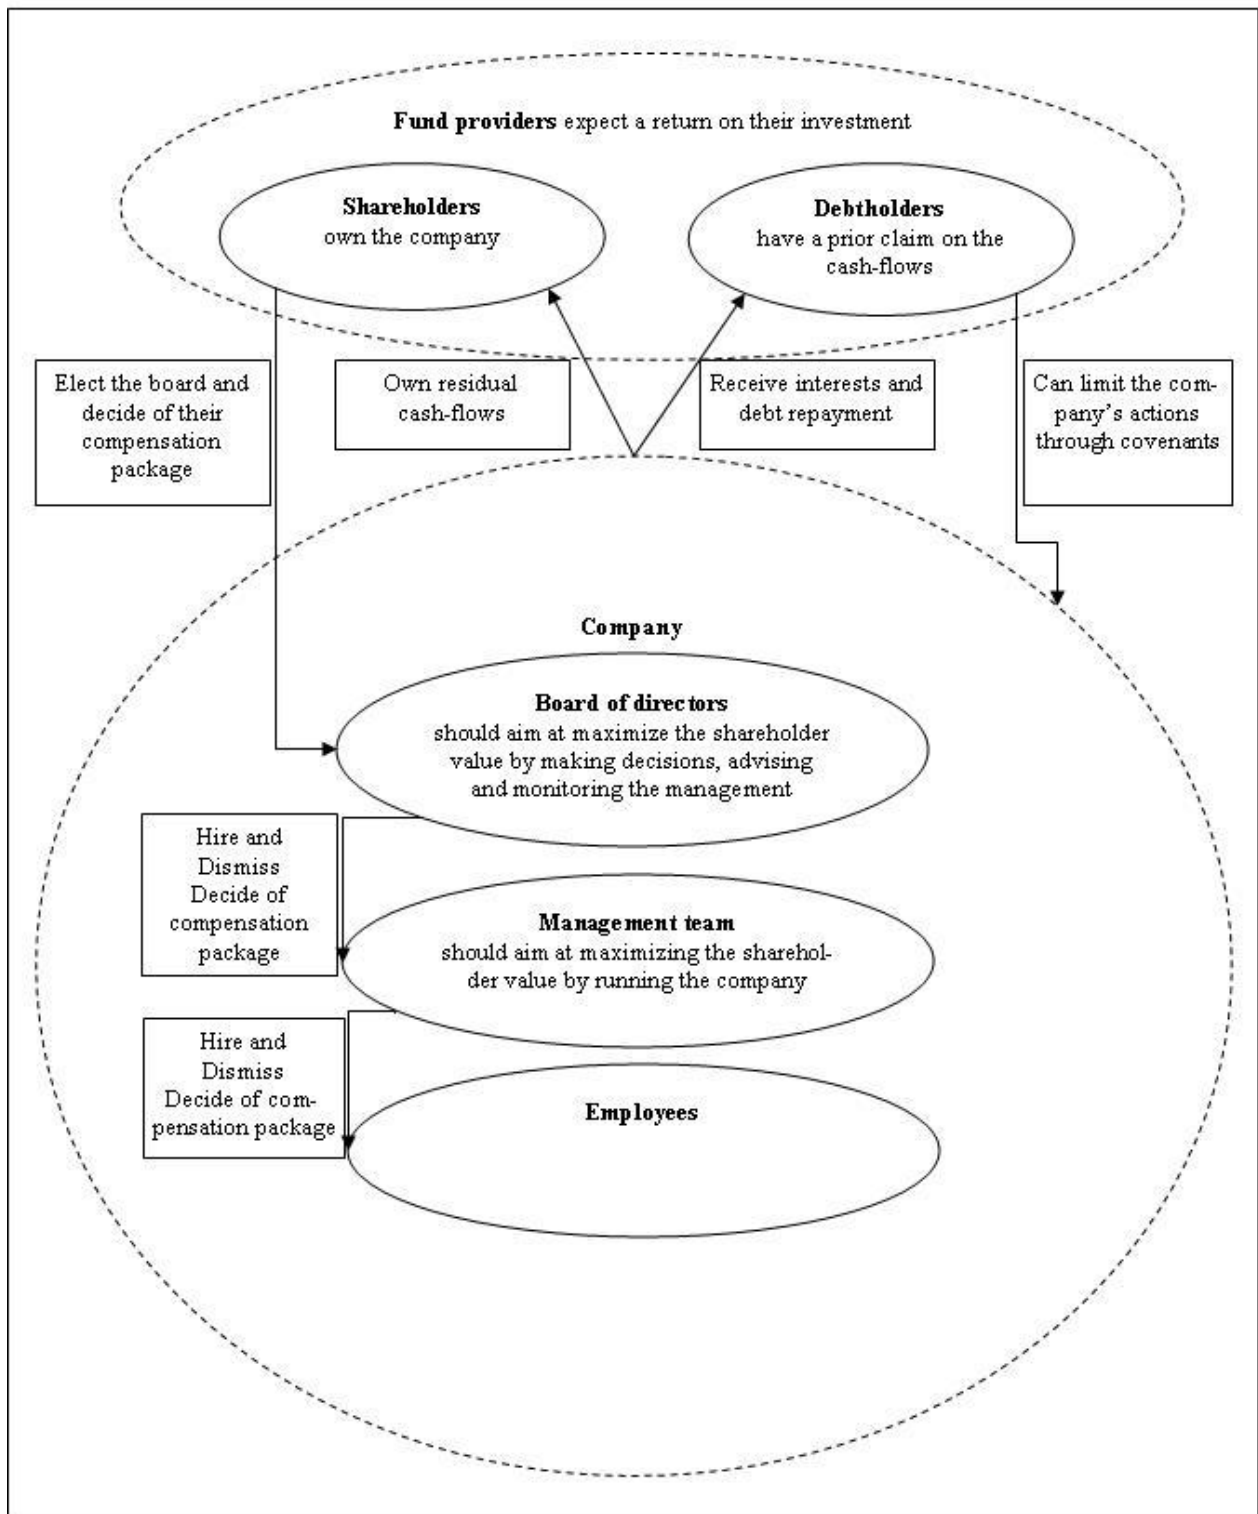 Fund providers expect a return on their investment
Shareholders
own the company
Debtholders
have a prior claim on the
cash-flows
Elect the board and
decide of their
compensation
package
Own residual
cash-flows
Receive interests and
debt repayment
Can limit the com-
pany's actions
through covenants
Company
Board of directors
should aim at maximize the shareholder
value by making decisions, advising
and monitoring the management
Hire and
Dismiss
Decide of
compensation
package
Management team
should aim at maximizing the sharehol-
der value by running the company
Hire and
Dismiss
Decide of com-
pensation package
Employees